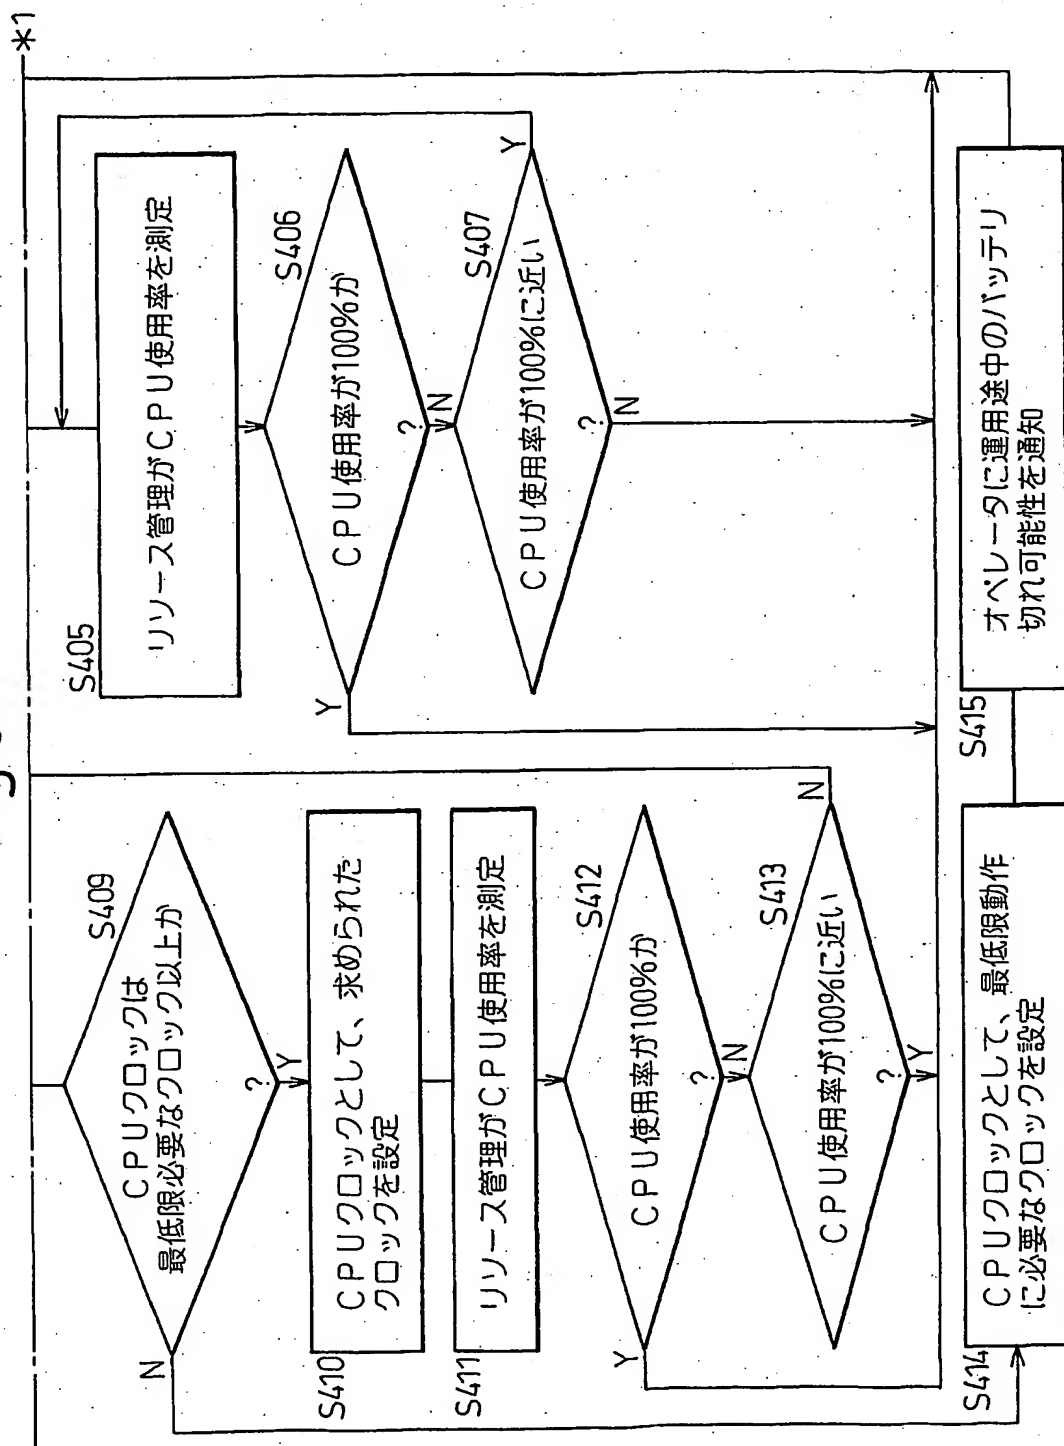 *1
S409
CPUクロックは
最低限必要なクロック以上か
?
N
Y
S410
CPUクロックとして、求められた
クロックを設定
S411
リソース管理がCPU使用率を測定
S412
CPU使用率が100%か
?
Y
N
S413
CPU使用率が100%に近い
?
N
Y
S414
CPUクロックとして、最低限動作
に必要なクロックを設定
S405
リソース管理がCPU使用率を測定
S406
CPU使用率が100%か
?
Y
N
S407
CPU使用率が100%に近い
?
Y
N
S415
オペレータに運用途中のバッテリ
切れ可能性を通知